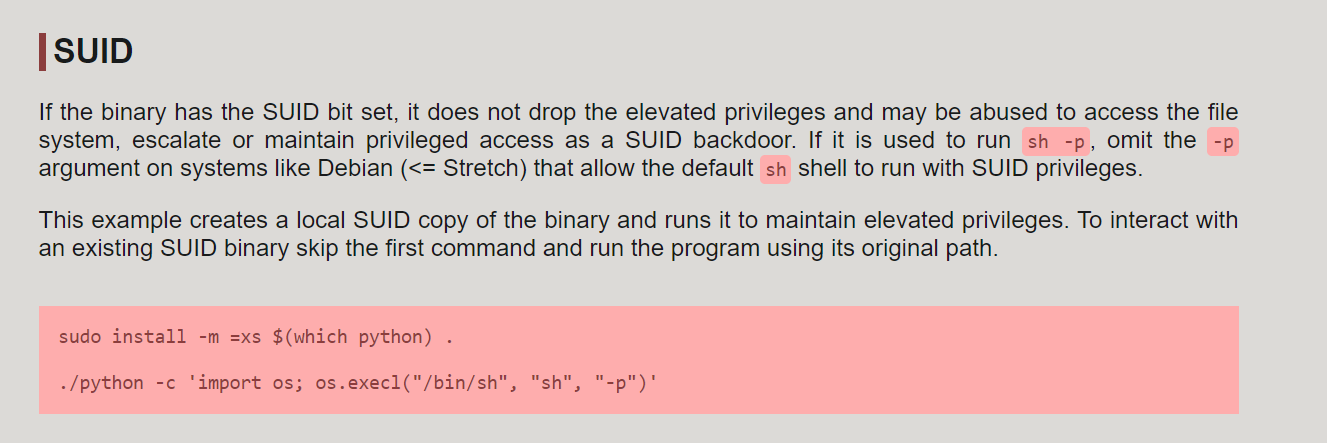 SUID
If the binary has the SUID bit set, it does not drop the elevated privileges and may be abused to access the file
system, escalate or maintain privileged access as a SUID backdoor. If it is used to run sh -p, omit the -p
argument on systems like Debian (<= Stretch) that allow the default sh shell to run with SUID privileges.
This example creates a local SUID copy of the binary and runs it to maintain elevated privileges. To interact with
an existing SUID binary skip the first command and run the program using its original path.
sudo install -m =xs $(which python) .
./python -c 'import os; os.execl("/bin/sh", "sh", "-p")'